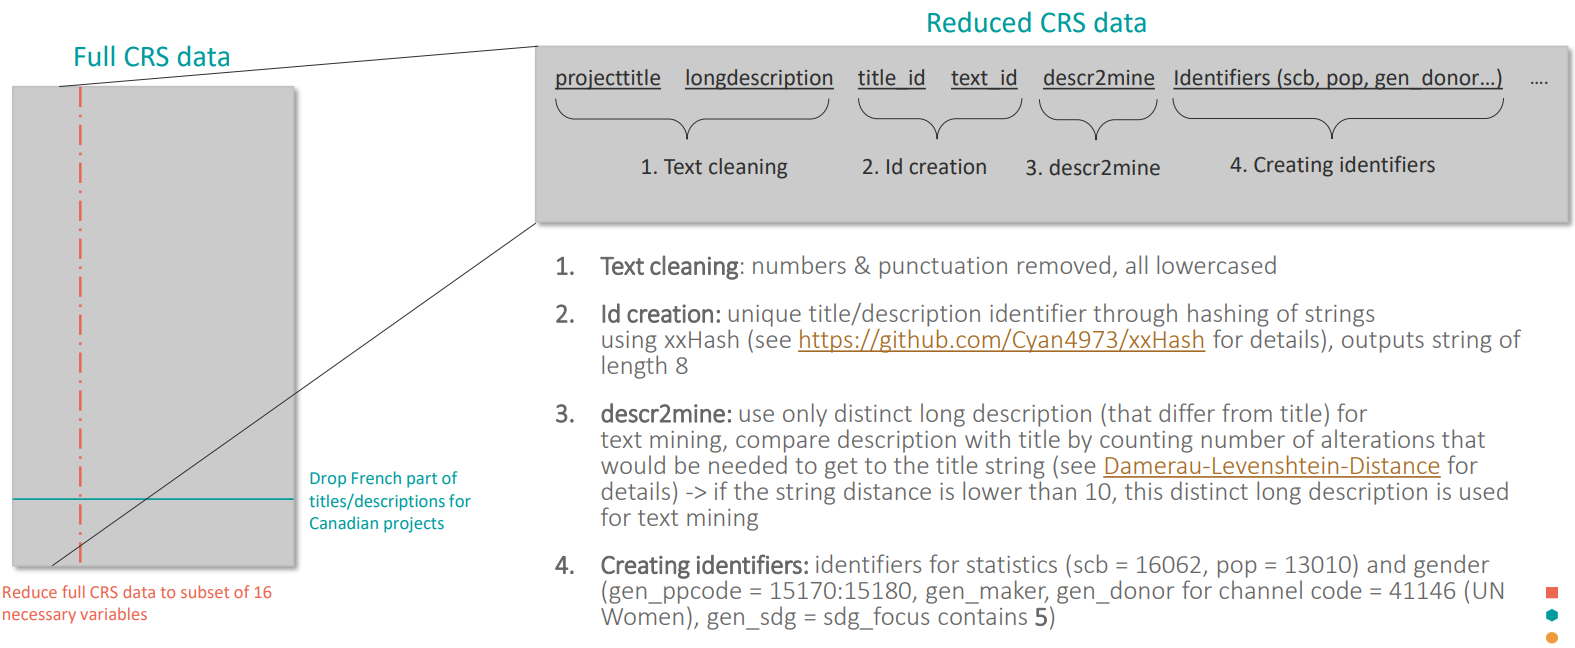 Reduced CRS data
Full CRS data
projecttitle longdescription title_id text_id descr2mine Identifiers (scb, pop, gen_donor...) ....
1. Text cleaning 2. Id creation 3. descr2mine 4. Creating identifiers
1. Text cleaning: numbers & punctuation removed, all lowercased
2. Id creation: unique title/description identifier through hashing of strings
using xxHash (see https://github.com/Cyan4973/xxHash for details), outputs string of
length 8
3. descr2mine: use only distinct long description (that differ from title) for
text mining, compare description with title by counting number of alterations that
would be needed to get to the title string (see Damerau-Levenshtein-Distance for
details) -> if the string distance is lower than 10, this distinct long description is used
for text mining
4. Creating identifiers: identifiers for statistics (scb = 16062, pop = 13010) and gender
(gen_ppcode = 15170:15180, gen_maker, gen_donor for channel code = 41146 (UN
Women), gen_sdg = sdg_focus contains 5)
Drop French part of
titles/descriptions for
Canadian projects
Reduce full CRS data to subset of 16
necessary variables